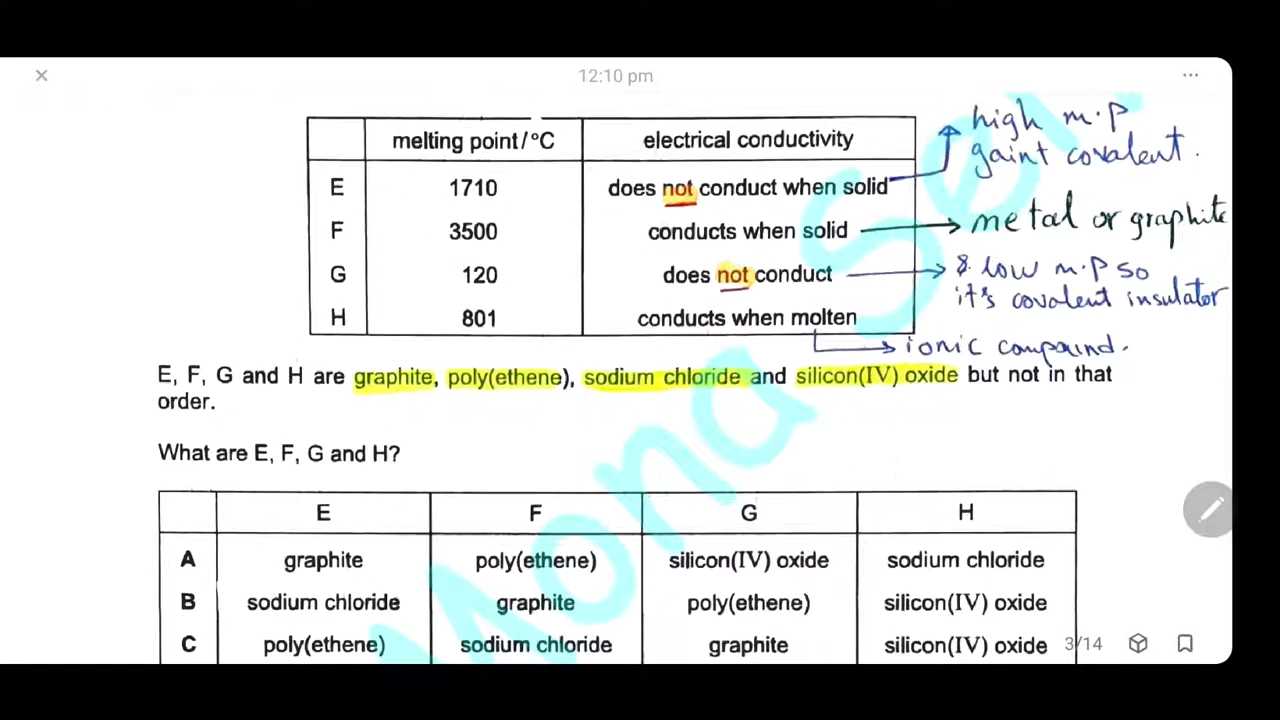 12:10 pm
melting point/°C electrical conductivity
high m.p
gaint covalent.
E 1710 does not conduct when solid
F 3500 conducts when solid
metal or graphite
G 120 does not conduct
low m.p so
it's covalent insulator
H 801 conducts when molten
ionic compound.
E, F, G and H are graphite, poly(ethene), sodium chloride and silicon(IV) oxide but not in that
order.
What are E, F, G and H?
E F G H
A graphite poly(ethene) silicon(IV) oxide sodium chloride
B sodium chloride graphite poly(ethene) silicon(IV) oxide
C poly(ethene) sodium chloride graphite silicon(IV) oxide
3/14
Mona Sel